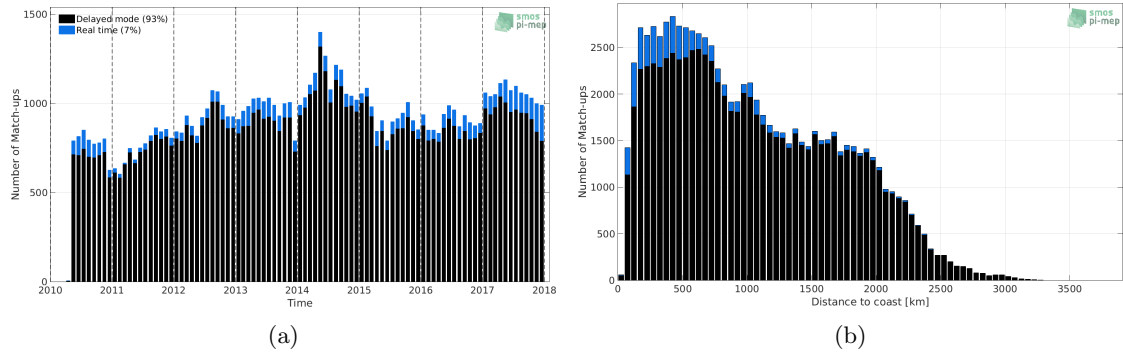 1500
1000
500
0
Number of Match-ups
Delayed mode (93%)
Real time (7%)
smos
pi-mep
2010 2011 2012 2013 2014 2015 2016 2017 2018
Time
(a)
2500
2000
1500
1000
500
0
Number of Match-ups
smos
pi-mep
0 500 1000 1500 2000 2500 3000 3500
Distance to coast [km]
(b)